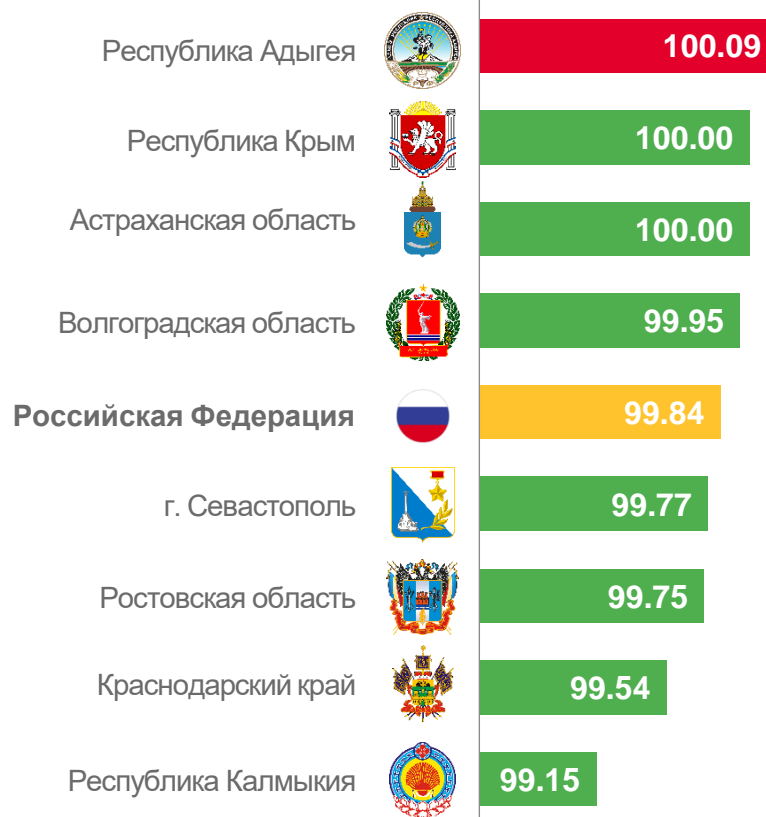 Республика Адыгея 100.09
Республика Крым 100.00
Астраханская область 100.00
Волгоградская область 99.95
Российская Федерация 99.84
г. Севастополь 99.77
Ростовская область 99.75
Краснодарский край 99.54
Республика Калмыкия 99.15